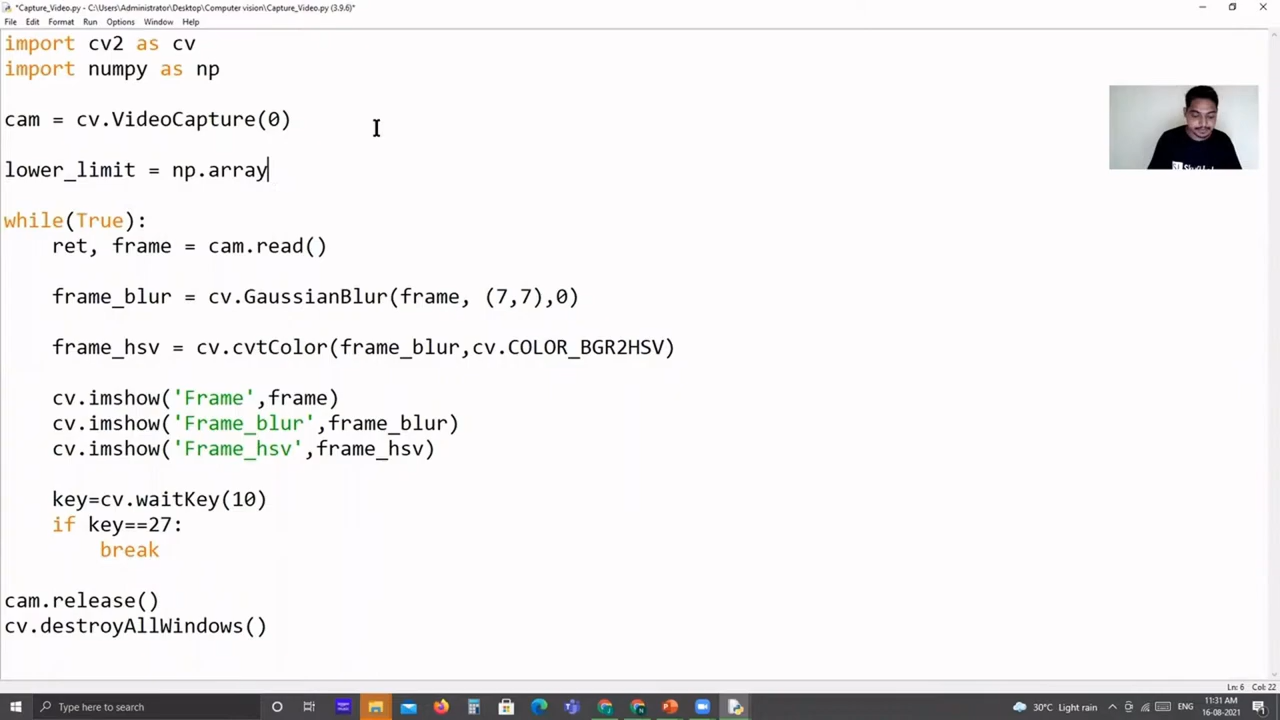 *Capture_Video.py - C:\Users\Administrator\Desktop\Computer vision\Capture_Video.py (3.9.6)*
File Edit Format Run Options Window Help
import cv2 as cv
import numpy as np
cam = cv.VideoCapture(0)
lower_limit = np.array
while(True):
    ret, frame = cam.read()
    frame_blur = cv.GaussianBlur(frame, (7,7),0)
    frame_hsv = cv.cvtColor(frame_blur,cv.COLOR_BGR2HSV)
    cv.imshow('Frame',frame)
    cv.imshow('Frame_blur',frame_blur)
    cv.imshow('Frame_hsv',frame_hsv)
    key=cv.waitKey(10)
    if key==27:
        break
cam.release()
cv.destroyAllWindows()
Ln: 6 Col: 22
Type here to search
30°C Light rain
ENG
11:31 AM
16-08-2021